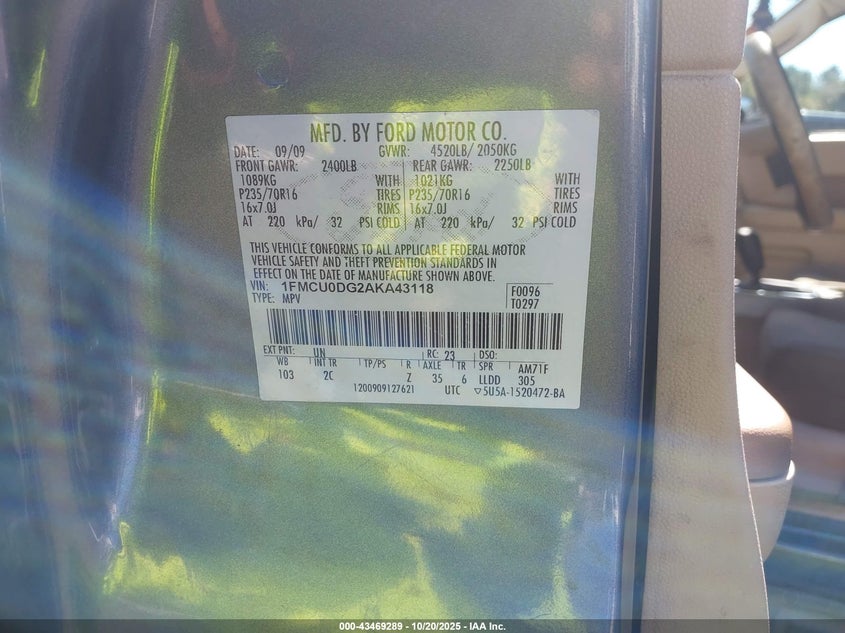 MFD. BY FORD MOTOR CO.
DATE: 09/09 GVWR: 4520LB/ 2050KG
FRONT GAWR: 2400LB REAR GAWR: 2250LB
1089KG WITH 1021KG WITH
P235/70R16 TIRES P235/70R16 TIRES
16x7.0J RIMS 16x7.0J RIMS
AT 220 kPa/ 32 PSI COLD AT 220 kPa/ 32 PSI COLD
THIS VEHICLE CONFORMS TO ALL APPLICABLE FEDERAL MOTOR
VEHICLE SAFETY AND THEFT PREVENTION STANDARDS IN
EFFECT ON THE DATE OF MANUFACTURE SHOWN ABOVE.
VIN: 1FMCU0DG2AKA43118 F0096
TYPE: MPV T0297
EXT PNT: UN RC: 23 DSO:
WB INT TR TP/PS R AXLE TR SPR AM71F
103 2C Z 35 6 LLDD 305
1200909127621 UTC ▽5U5A-1520472-BA
000-43469289 - 10/20/2025 - IAA Inc.